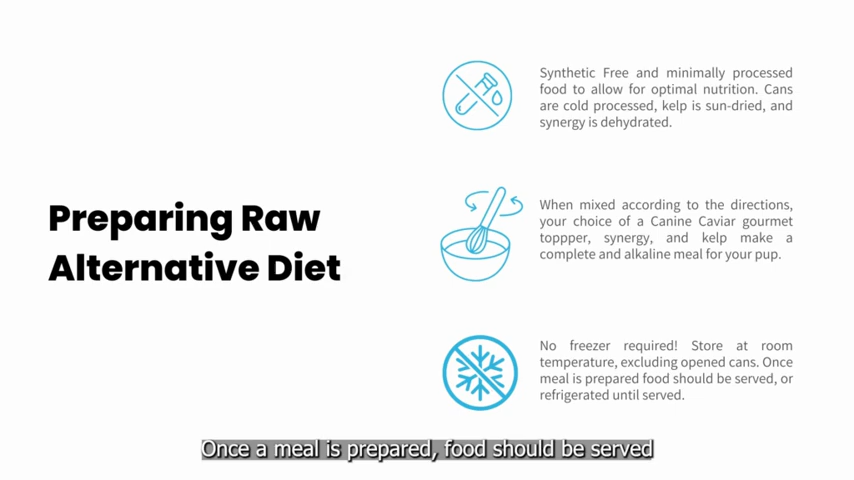 Preparing Raw
Alternative Diet
Synthetic Free and minimally processed
food to allow for optimal nutrition. Cans
are cold processed, kelp is sun-dried, and
synergy is dehydrated.
When mixed according to the directions,
your choice of a Canine Caviar gourmet
toppper, synergy, and kelp make a
complete and alkaline meal for your pup.
No freezer required! Store at room
temperature, excluding opened cans. Once
meal is prepared food should be served, or
refrigerated until served.
Once a meal is prepared, food should be served